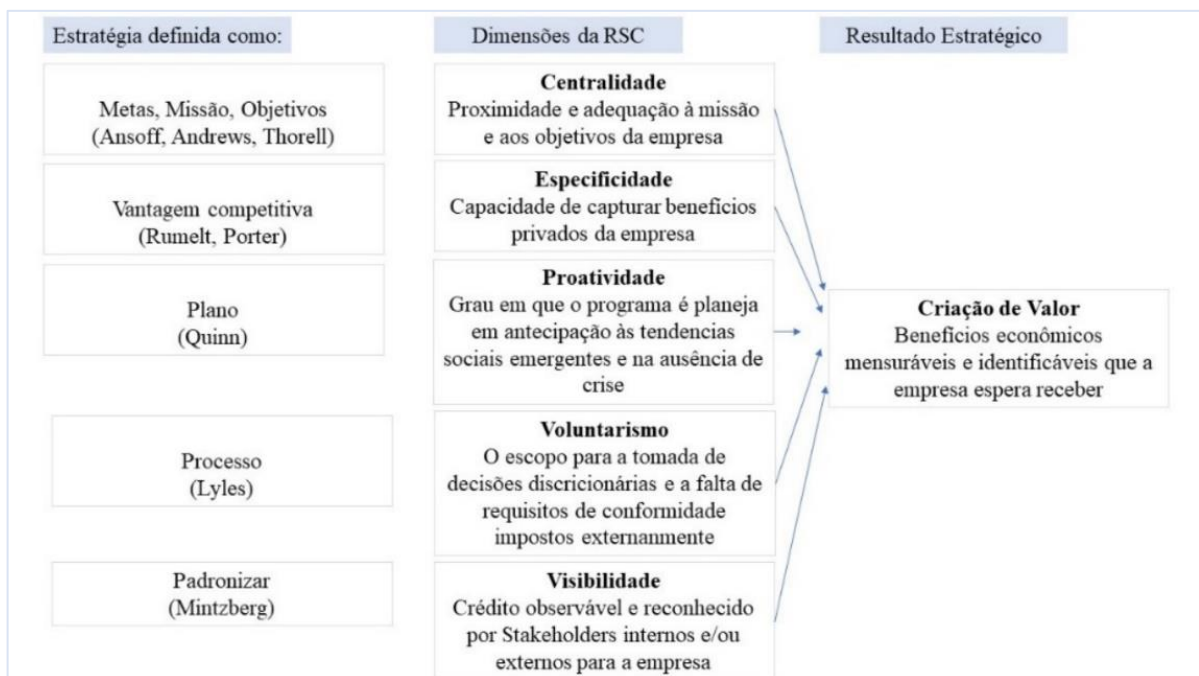 Estratégia definida como:
Dimensões da RSC
Resultado Estratégico
Metas, Missão, Objetivos
(Ansoff, Andrews, Thorell)
Centralidade
Proximidade e adequação à missão
e aos objetivos da empresa
Vantagem competitiva
(Rumelt, Porter)
Especificidade
Capacidade de capturar benefícios
privados da empresa
Plano
(Quinn)
Proatividade
Grau em que o programa é planeja
em antecipação às tendencias
sociais emergentes e na ausência de
crise
Criação de Valor
Benefícios econômicos
mensuráveis e identificáveis que a
empresa espera receber
Processo
(Lyles)
Voluntarismo
O escopo para a tomada de
decisões discricionárias e a falta de
requisitos de conformidade
impostos externanmente
Padronizar
(Mintzberg)
Visibilidade
Crédito observável e reconhecido
por Stakeholders internos e/ou
externos para a empresa